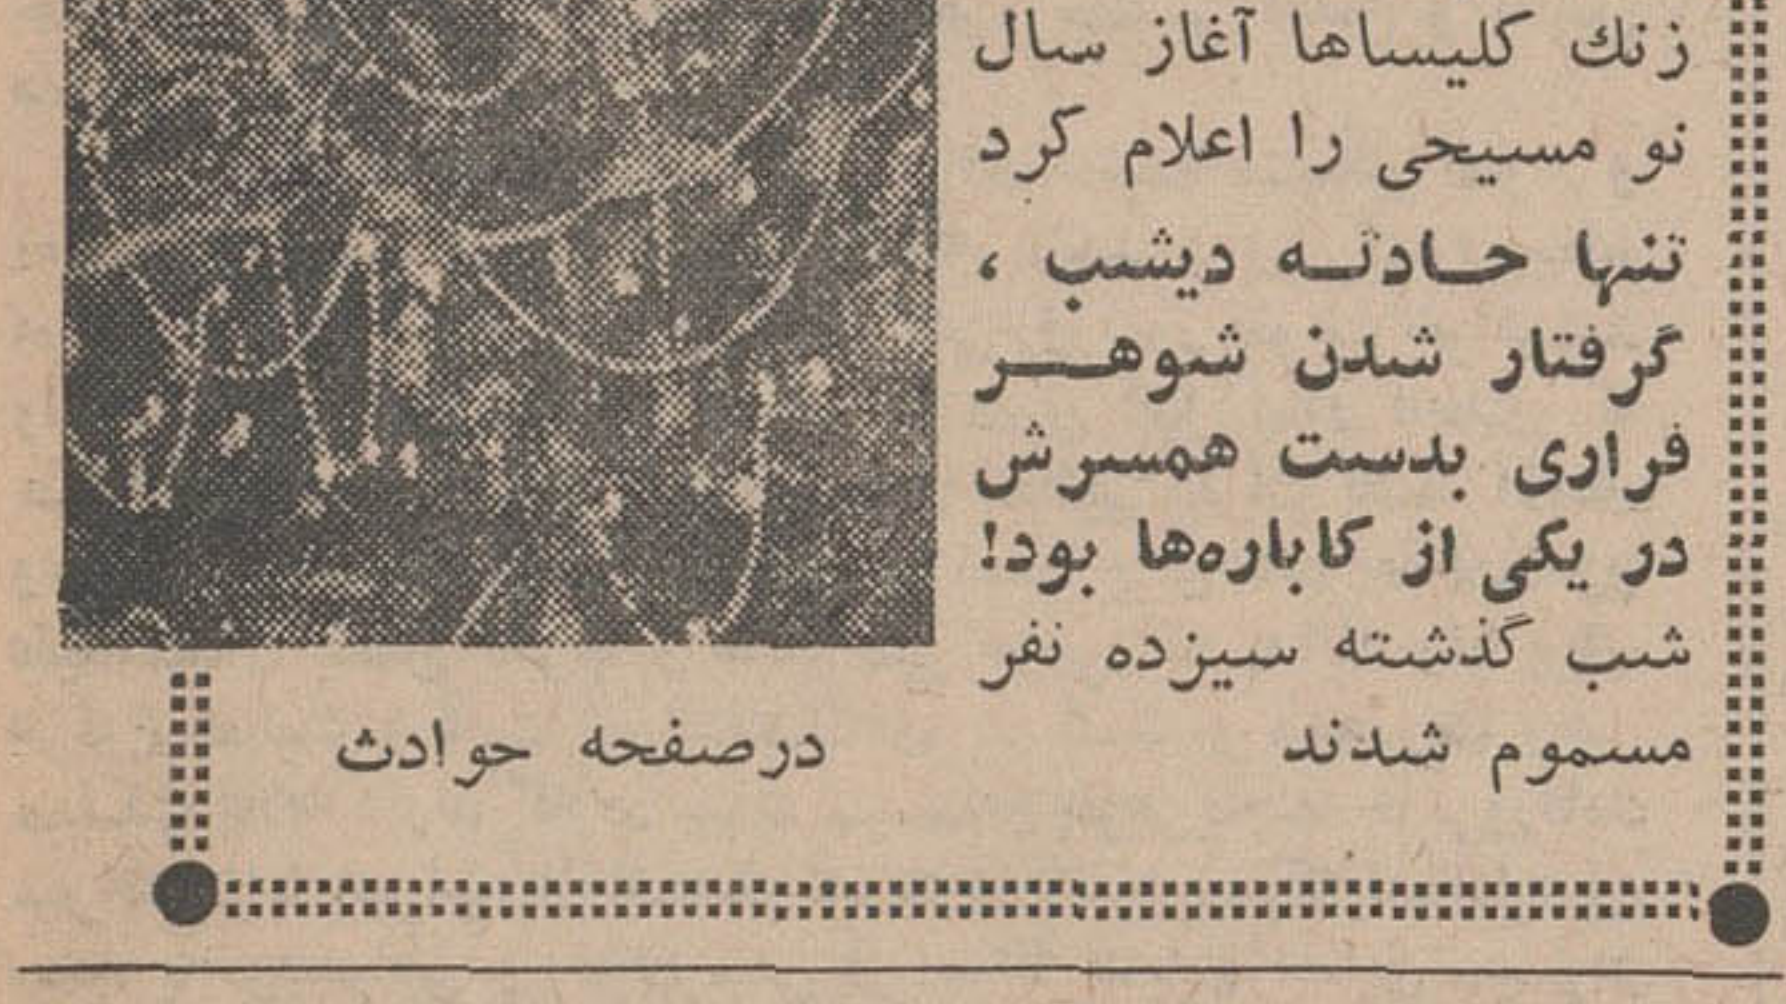 زنك کلیساها آغاز سال
نو مسیحی را اعلام کرد
تنها حادثه دیشب ،
گرفتار شدن شوهر
فراری بدست همسرش
در یکی از کاباره‌ها بود!
شب گذشته سیزده نفر
مسموم شدند
درصفحه حوادث